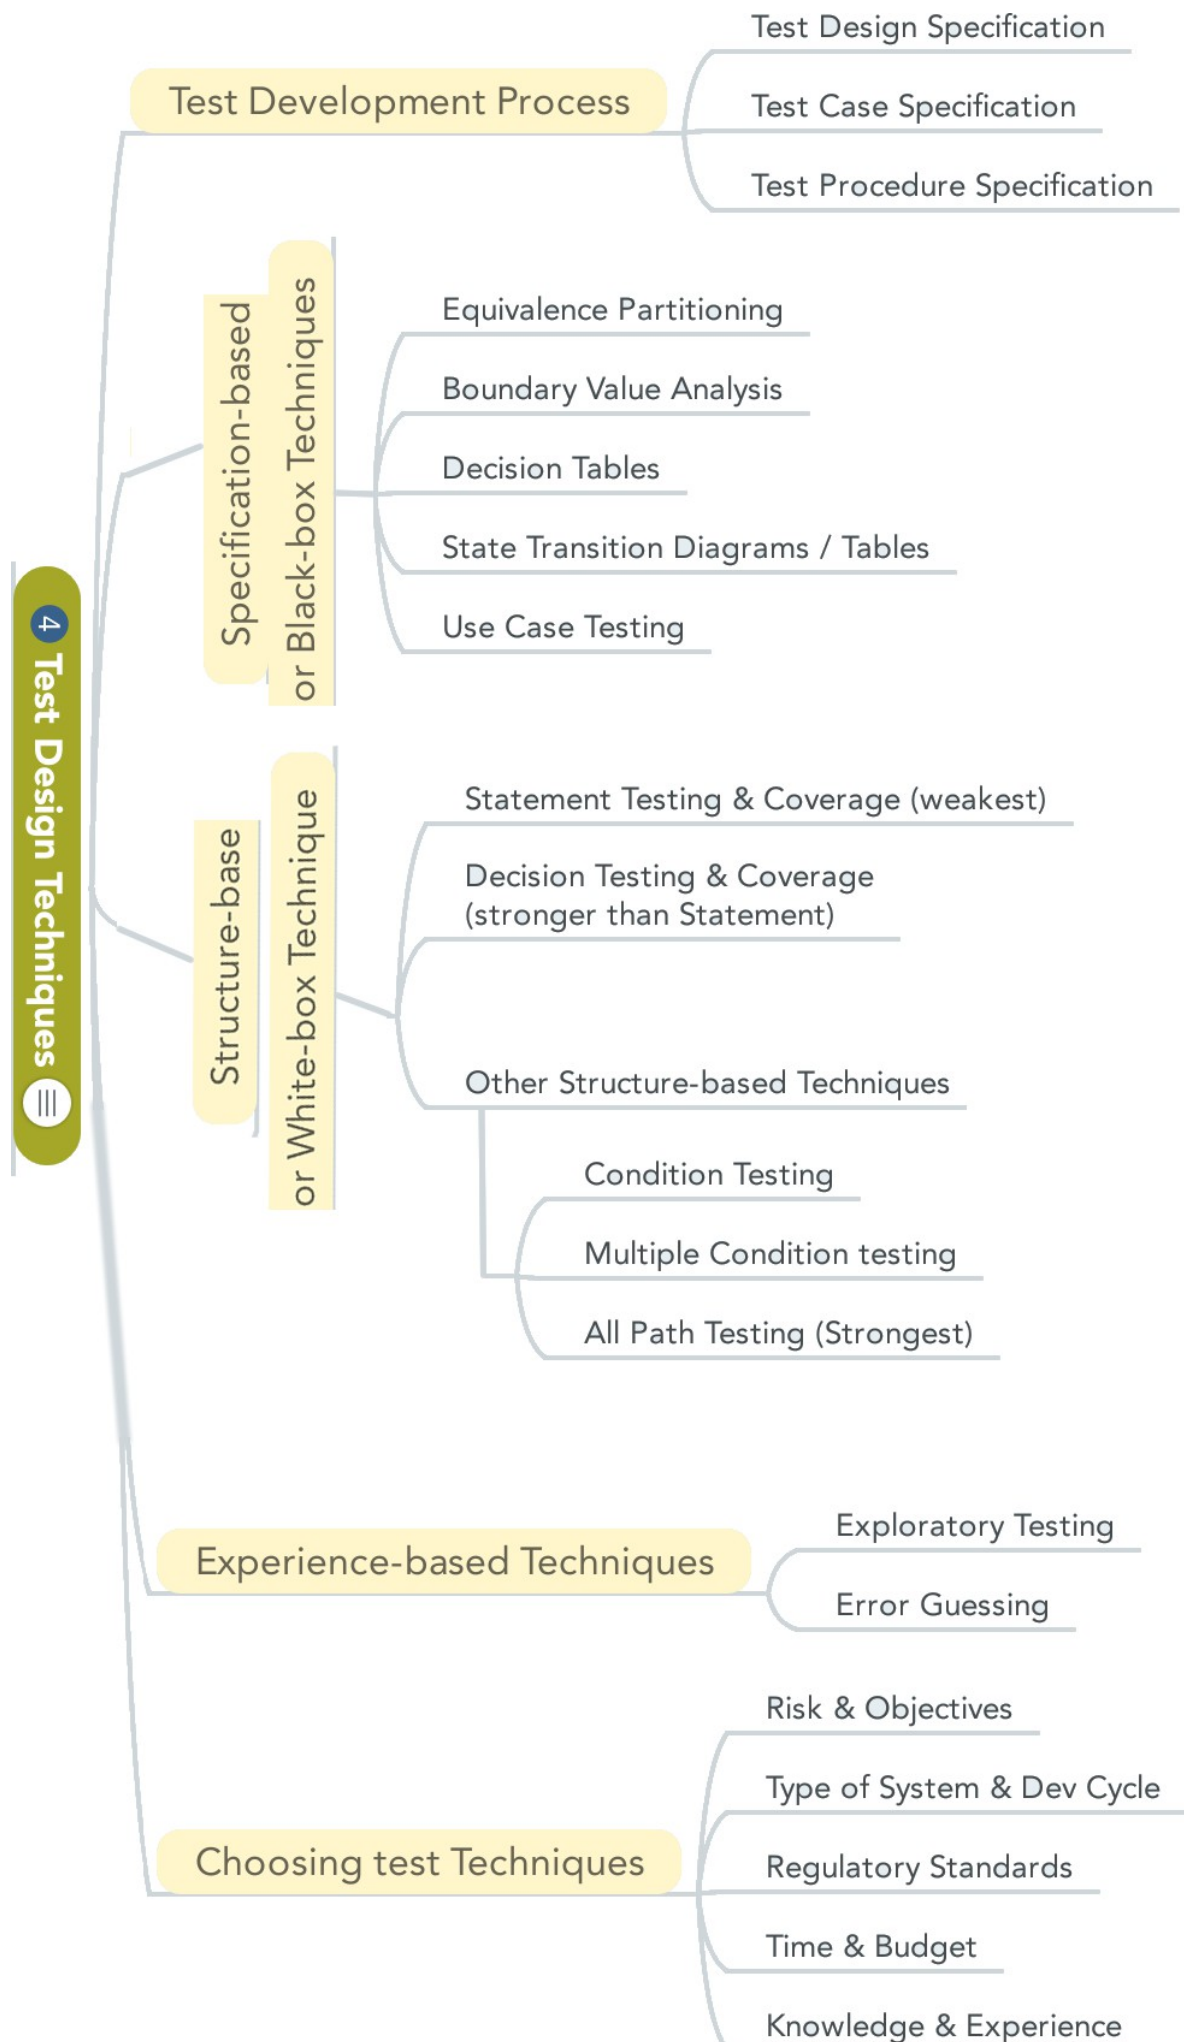 4 Test Design Techniques
Test Development Process
Test Design Specification
Test Case Specification
Test Procedure Specification
Specification-based
or Black-box Techniques
Equivalence Partitioning
Boundary Value Analysis
Decision Tables
State Transition Diagrams / Tables
Use Case Testing
Structure-base
or White-box Technique
Statement Testing & Coverage (weakest)
Decision Testing & Coverage
(stronger than Statement)
Other Structure-based Techniques
Condition Testing
Multiple Condition testing
All Path Testing (Strongest)
Experience-based Techniques
Exploratory Testing
Error Guessing
Choosing test Techniques
Risk & Objectives
Type of System & Dev Cycle
Regulatory Standards
Time & Budget
Knowledge & Experience